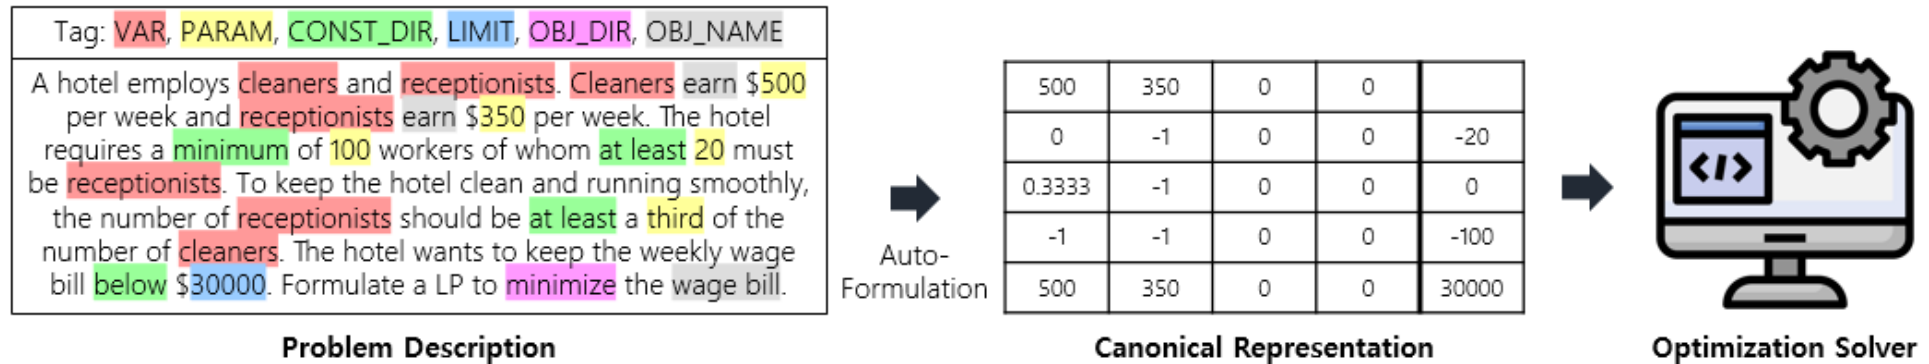 Tag: VAR, PARAM, CONST_DIR, LIMIT, OBJ_DIR, OBJ_NAME
A hotel employs cleaners and receptionists. Cleaners earn $500
per week and receptionists earn $350 per week. The hotel
requires a minimum of 100 workers of whom at least 20 must
be receptionists. To keep the hotel clean and running smoothly,
the number of receptionists should be at least a third of the
number of cleaners. The hotel wants to keep the weekly wage
bill below $30000. Formulate a LP to minimize the wage bill.
Problem Description
Auto-
Formulation
500 350 0 0
0 -1 0 0 -20
0.3333 -1 0 0 0
-1 -1 0 0 -100
500 350 0 0 30000
Canonical Representation
</>
Optimization Solver